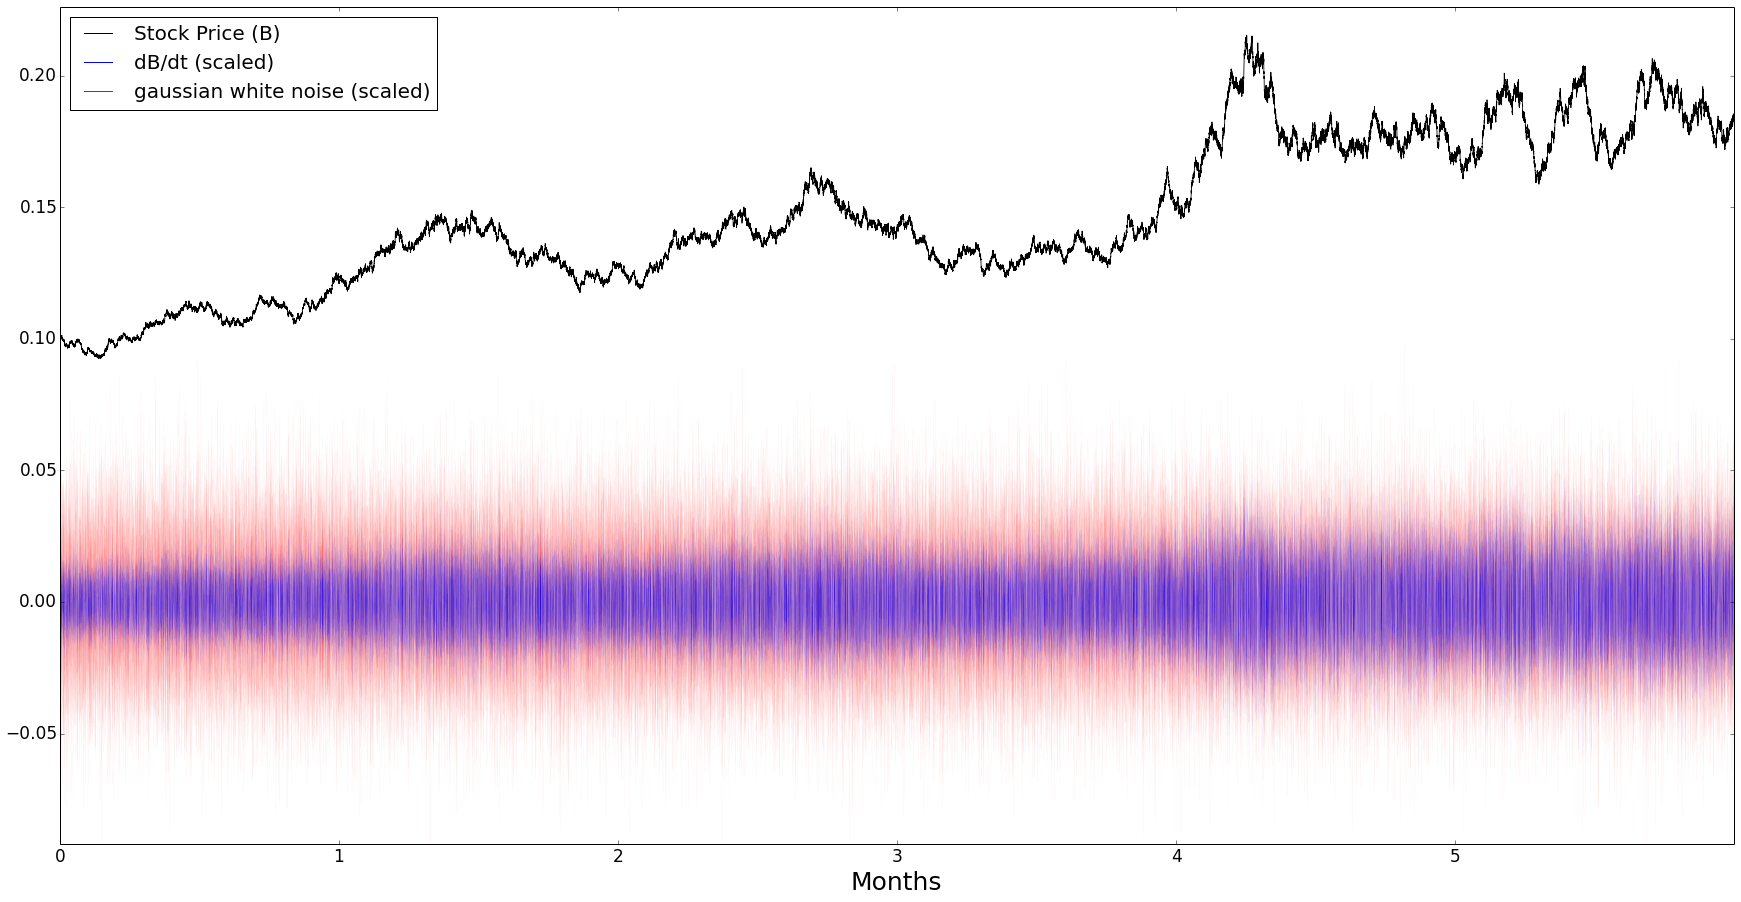 Stock Price (B)
dB/dt (scaled)
gaussian white noise (scaled)
0.20
0.15
0.10
0.05
0.00
−0.05
0 1 2 3 4 5
Months